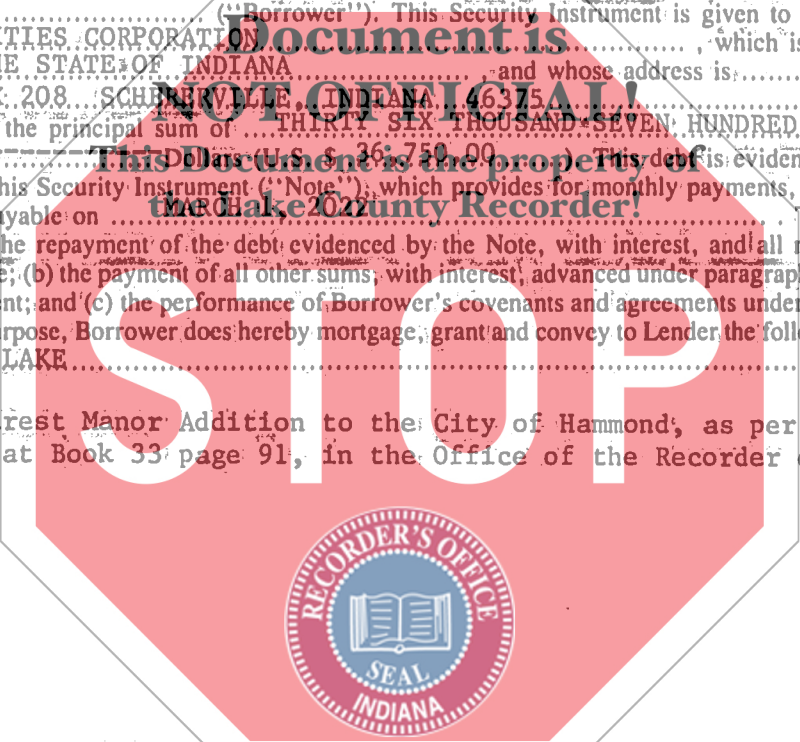 ("Borrower"). This Security Instrument is given to
Document is
TIES CORPORATION , which is
E STATE OF INDIANA and whose address is
NOT OFFICIAL!
208 SCHERERVILLE, INDIANA 46375
the principal sum of THIRTY SIX THOUSAND SEVEN HUNDRED
This Document is the property of
Dollars (U.S. $ 36,750.00 ). This debt is eviden
his Security Instrument ("Note"), which provides for monthly payments,
the Lake County Recorder!
yable on MARCH 1, 2022
he repayment of the debt evidenced by the Note, with interest, and all
e; (b) the payment of all other sums, with interest, advanced under paragrap
nt; and (c) the performance of Borrower's covenants and agreements under
rpose, Borrower does hereby mortgage, grant and convey to Lender the foll
LAKE
STOP
rest Manor Addition to the City of Hammond, as per
at Book 33 page 91, in the Office of the Recorder
RECORDER'S OFFICE
SEAL
INDIANA